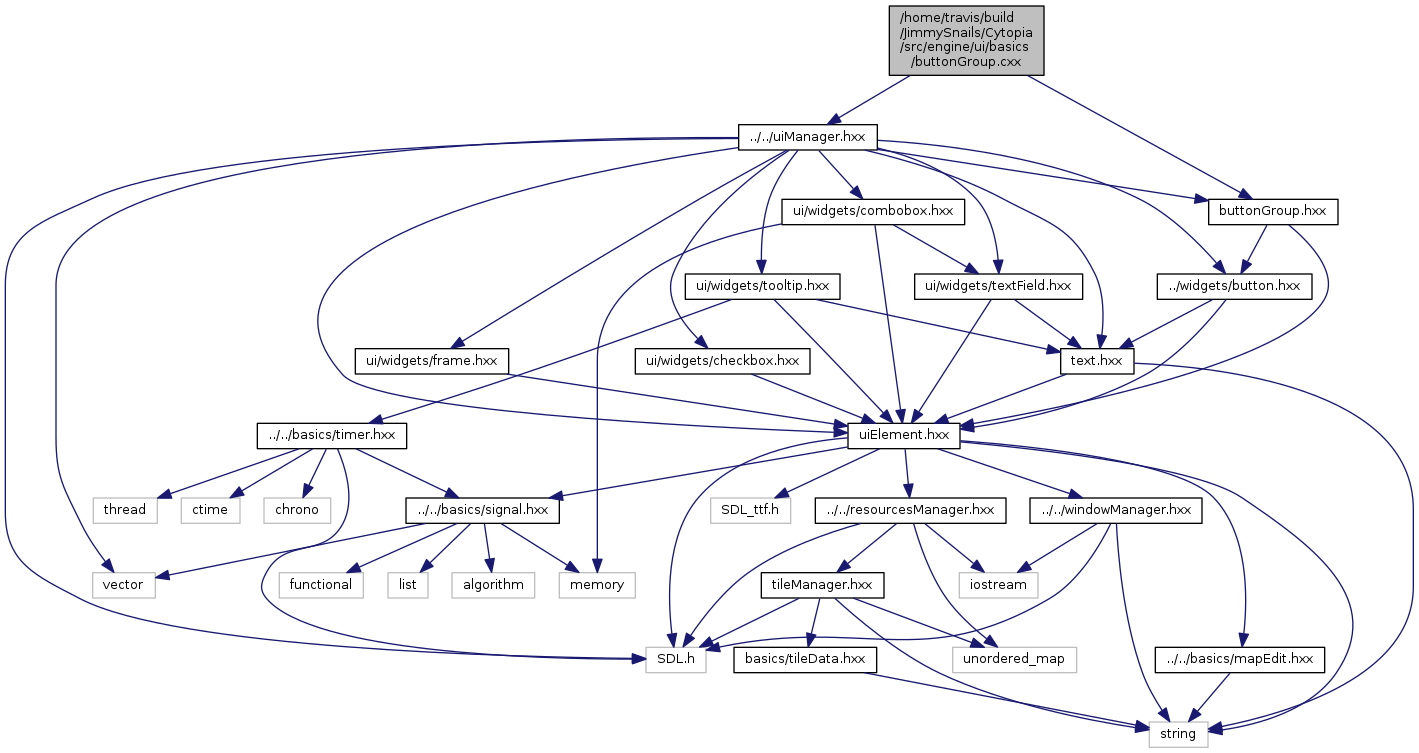 /home/travis/build
/JimmySnails/Cytopia
/src/engine/ui/basics
/buttonGroup.cxx
../../uiManager.hxx
ui/widgets/combobox.hxx
buttonGroup.hxx
ui/widgets/tooltip.hxx
ui/widgets/textField.hxx
../widgets/button.hxx
ui/widgets/frame.hxx
ui/widgets/checkbox.hxx
text.hxx
../../basics/timer.hxx
uiElement.hxx
thread
ctime
chrono
../../basics/signal.hxx
SDL_ttf.h
../../resourcesManager.hxx
../../windowManager.hxx
vector
functional
list
algorithm
memory
tileManager.hxx
iostream
SDL.h
basics/tileData.hxx
unordered_map
../../basics/mapEdit.hxx
string